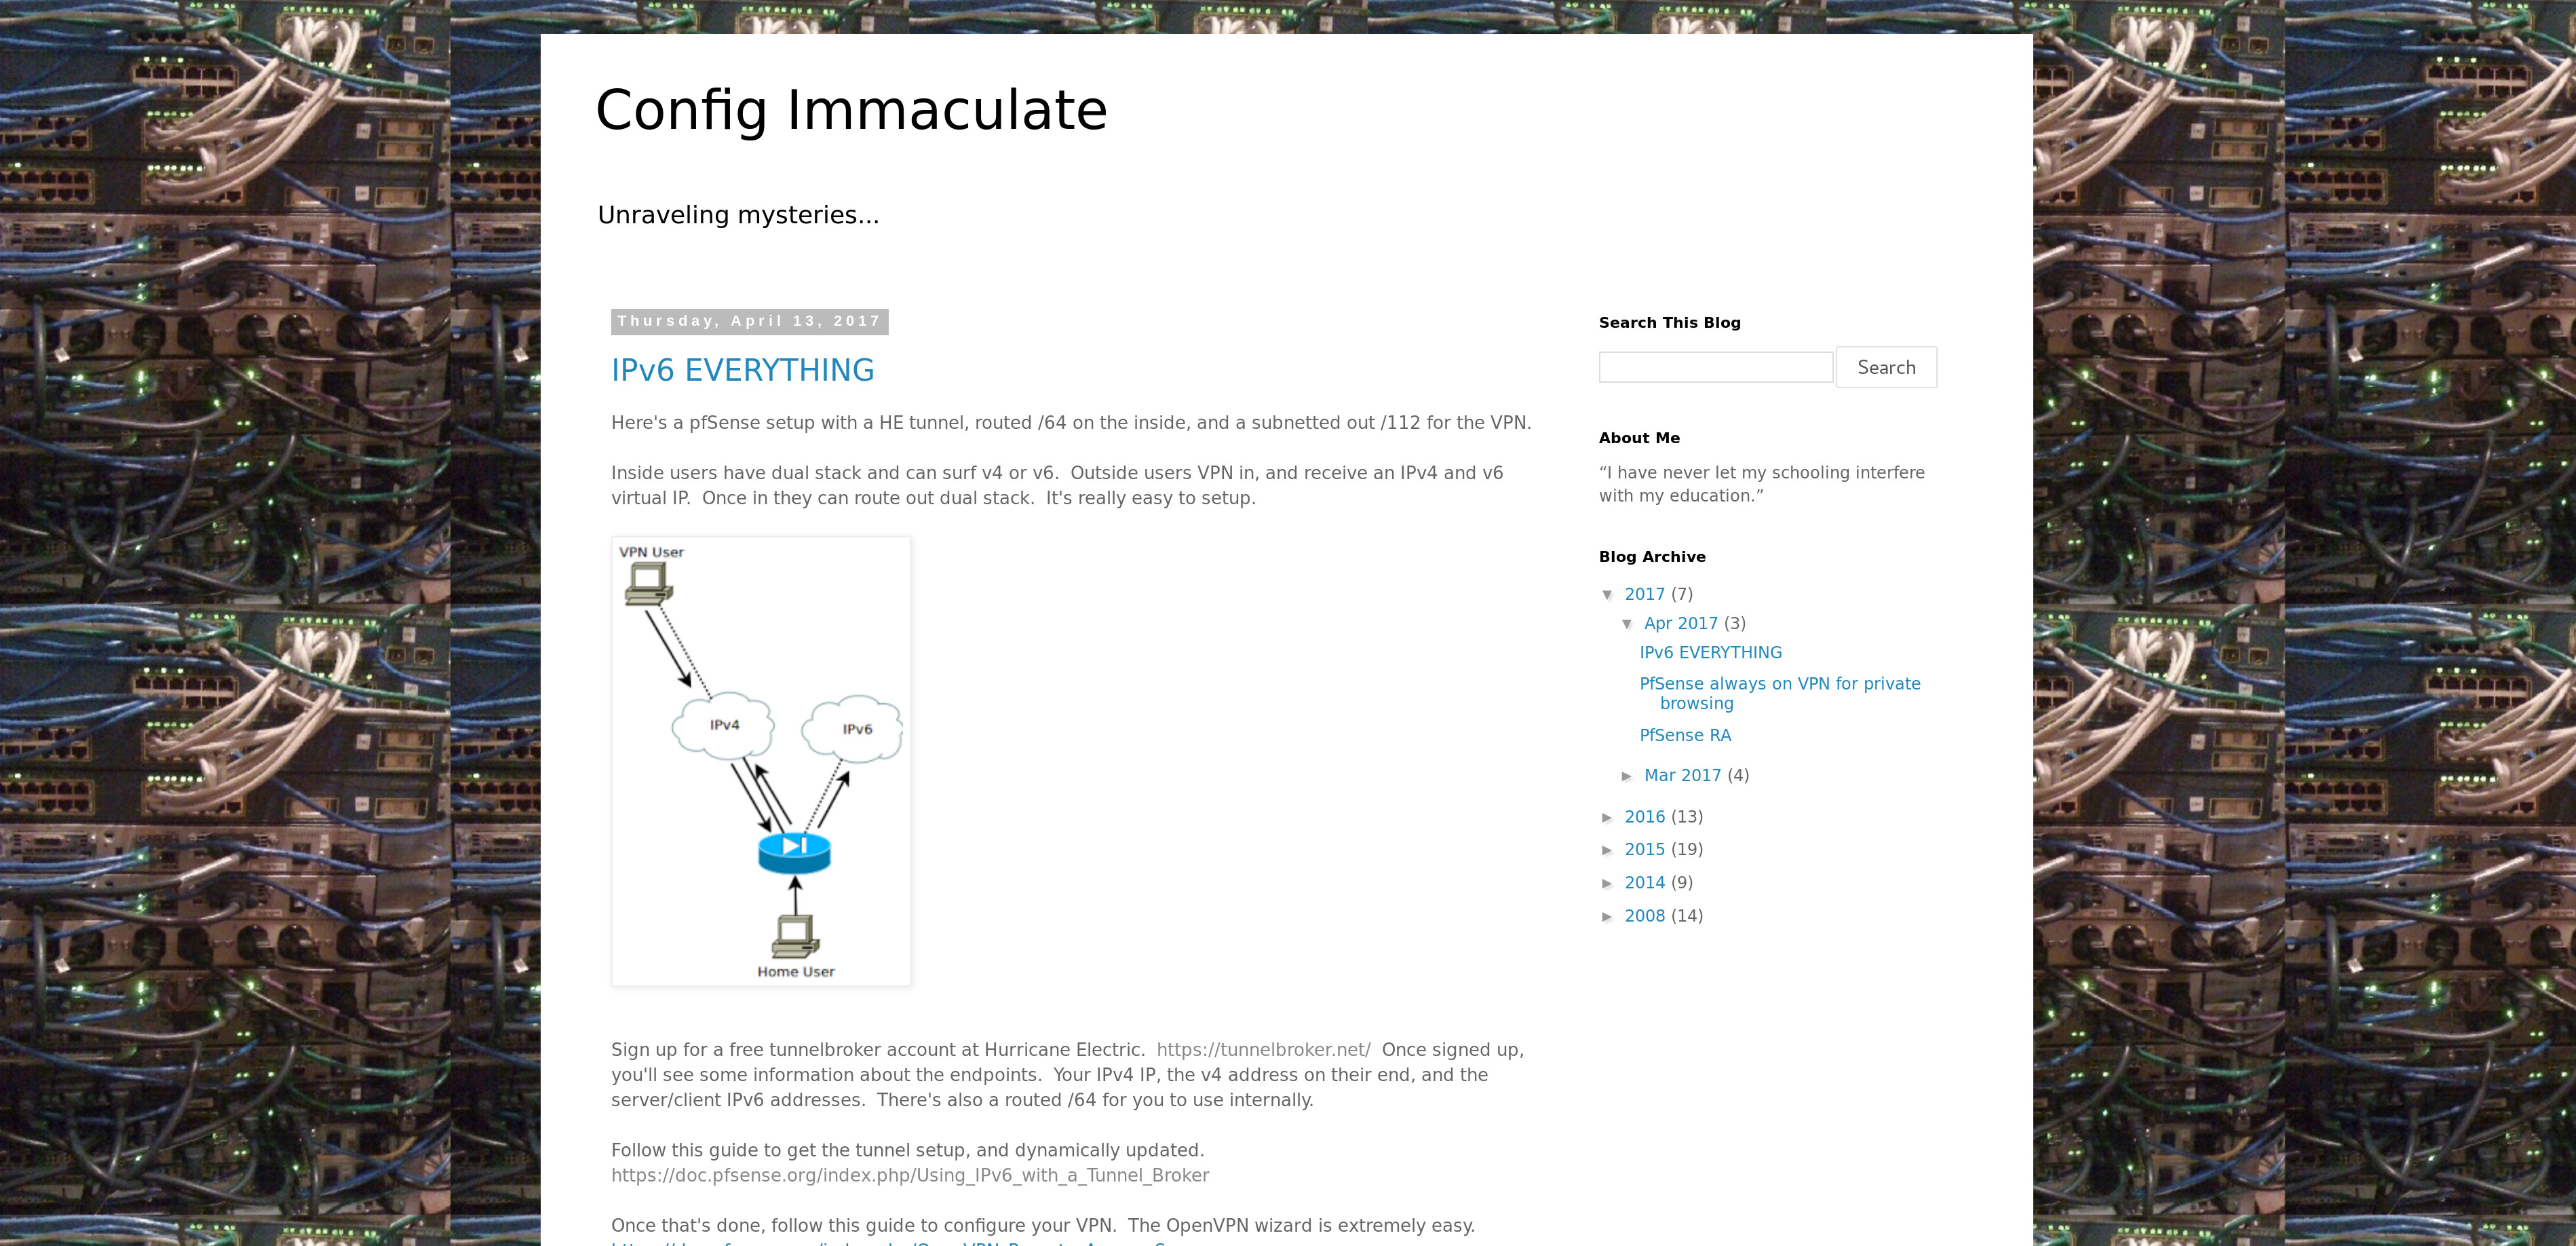 Config Immaculate
Unraveling mysteries...
Thursday, April 13, 2017
IPv6 EVERYTHING
Here's a pfSense setup with a HE tunnel, routed /64 on the inside, and a subnetted out /112 for the VPN.
Inside users have dual stack and can surf v4 or v6.  Outside users VPN in, and receive an IPv4 and v6
virtual IP.  Once in they can route out dual stack.  It's really easy to setup.
VPN User
IPv4
IPv6
Home User
Sign up for a free tunnelbroker account at Hurricane Electric.  https://tunnelbroker.net/  Once signed up,
you'll see some information about the endpoints.  Your IPv4 IP, the v4 address on their end, and the
server/client IPv6 addresses.  There's also a routed /64 for you to use internally.
Follow this guide to get the tunnel setup, and dynamically updated.
https://doc.pfsense.org/index.php/Using_IPv6_with_a_Tunnel_Broker
Once that's done, follow this guide to configure your VPN.  The OpenVPN wizard is extremely easy.
Search This Blog
Search
About Me
“I have never let my schooling interfere
with my education.”
Blog Archive
▼ 2017 (7)
▼ Apr 2017 (3)
IPv6 EVERYTHING
PfSense always on VPN for private
browsing
PfSense RA
► Mar 2017 (4)
► 2016 (13)
► 2015 (19)
► 2014 (9)
► 2008 (14)